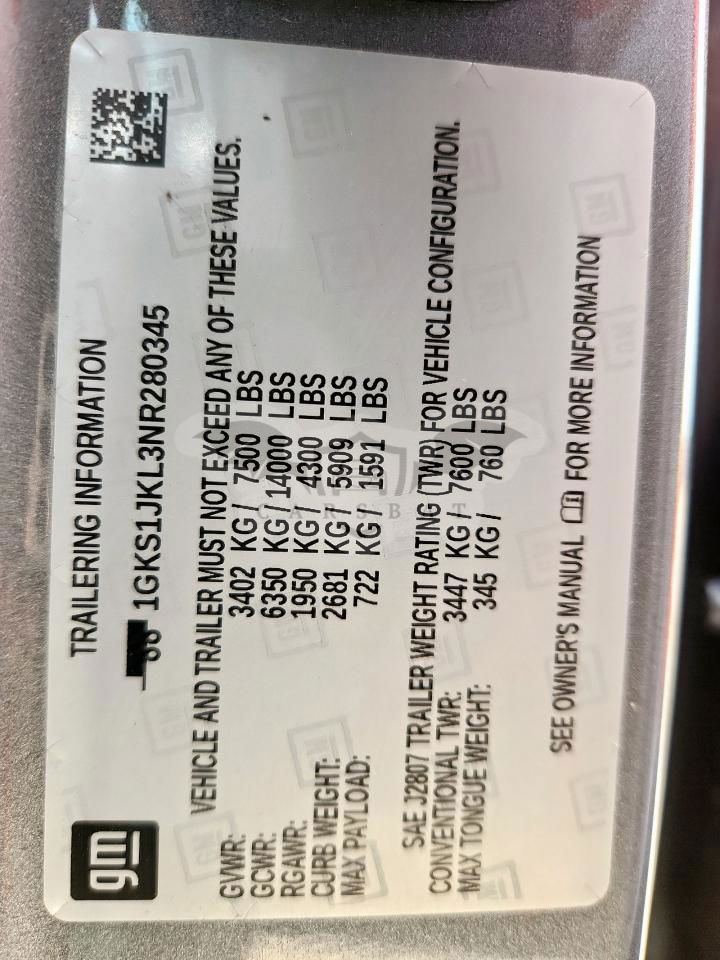 gm
TRAILERING INFORMATION
1GKS1JKL3NR280345
VEHICLE AND TRAILER MUST NOT EXCEED ANY OF THESE VALUES.
GVWR: 3402 KG / 7500 LBS
GCWR: 6350 KG / 14000 LBS
RGAWR: 1950 KG / 4300 LBS
CURB WEIGHT: 2681 KG / 5909 LBS
MAX PAYLOAD: 722 KG / 1591 LBS
SAE J2807 TRAILER WEIGHT RATING (TWR) FOR VEHICLE CONFIGURATION.
CONVENTIONAL TWR: 3447 KG / 7600 LBS
MAX TONGUE WEIGHT: 345 KG / 760 LBS
SEE OWNER'S MANUAL FOR MORE INFORMATION